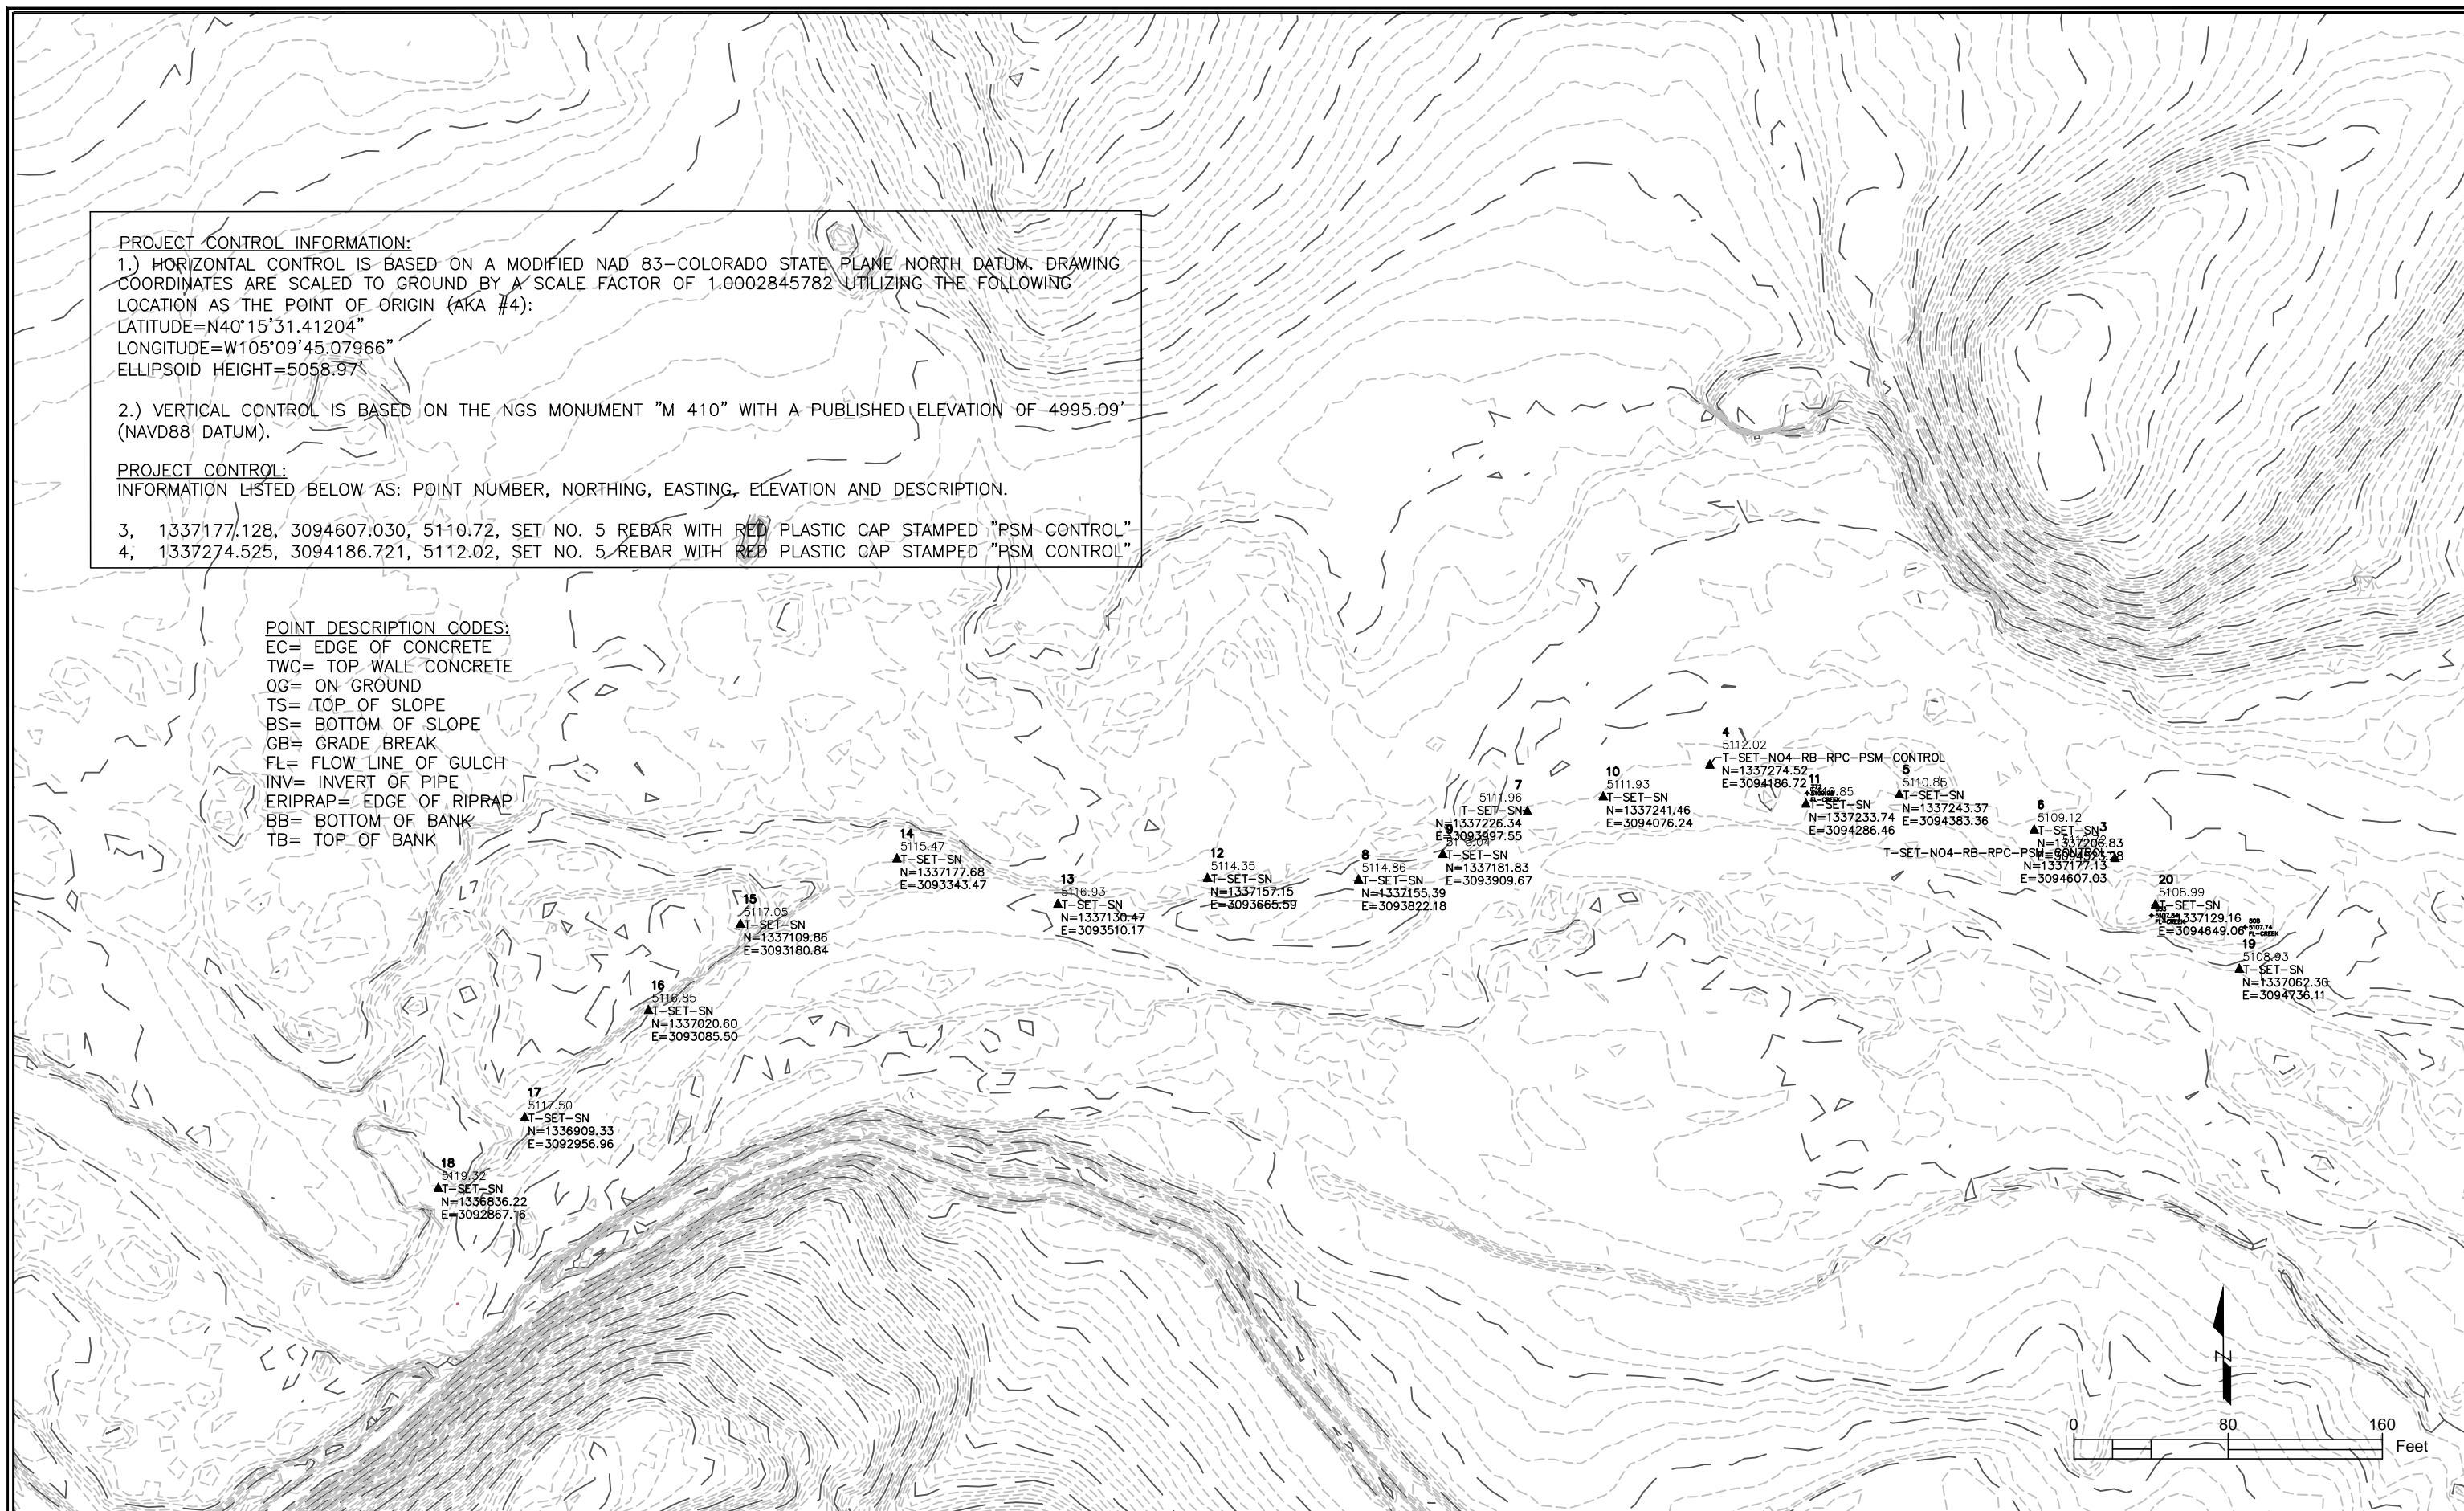 PROJECT CONTROL INFORMATION:
1.) HORIZONTAL CONTROL IS BASED ON A MODIFIED NAD 83-COLORADO STATE PLANE NORTH DATUM. DRAWING
COORDINATES ARE SCALED TO GROUND BY A SCALE FACTOR OF 1.0002845782 UTILIZING THE FOLLOWING
LOCATION AS THE POINT OF ORIGIN (AKA #4):
LATITUDE=N40°15'31.41204"
LONGITUDE=W105°09'45.07966"
ELLIPSOID HEIGHT=5058.97'
2.) VERTICAL CONTROL IS BASED ON THE NGS MONUMENT "M 410" WITH A PUBLISHED ELEVATION OF 4995.09'
(NAVD88 DATUM).
PROJECT CONTROL:
INFORMATION LISTED BELOW AS: POINT NUMBER, NORTHING, EASTING, ELEVATION AND DESCRIPTION.
3, 1337177.128, 3094607.030, 5110.72, SET NO. 5 REBAR WITH RED PLASTIC CAP STAMPED "PSM CONTROL"
4, 1337274.525, 3094186.721, 5112.02, SET NO. 5 REBAR WITH RED PLASTIC CAP STAMPED "PSM CONTROL"
POINT DESCRIPTION CODES:
EC= EDGE OF CONCRETE
TWC= TOP WALL CONCRETE
OG= ON GROUND
TS= TOP OF SLOPE
BS= BOTTOM OF SLOPE
GB= GRADE BREAK
FL= FLOW LINE OF GULCH
INV= INVERT OF PIPE
ERIPRAP= EDGE OF RIPRAP
BB= BOTTOM OF BANK
TB= TOP OF BANK
4
5112.02
T-SET-NO4-RB-RPC-PSM-CONTROL
N=1337274.52
E=3094186.72
7
5111.96
T-SET-SN
N=1337226.34
E=3093997.55
10
5111.93
T-SET-SN
N=1337241.46
E=3094076.24
11
T-SET-SN
N=1337233.74
E=3094286.46
FL-CREEK
5
5110.86
T-SET-SN
N=1337243.37
E=3094383.36
6
5109.12
T-SET-SN
N=1337206.83
3
T-SET-NO4-RB-RPC-PSM-CONTROL
N=1337177.13
E=3094607.03
14
5115.47
T-SET-SN
N=1337177.68
E=3093343.47
13
5116.93
T-SET-SN
N=1337130.47
E=3093510.17
12
5114.35
T-SET-SN
N=1337157.15
E=3093665.59
8
5114.86
T-SET-SN
N=1337155.39
E=3093822.18
9
T-SET-SN
N=1337181.83
E=3093909.67
20
5108.99
T-SET-SN
N=1337129.16
E=3094649.06
5107.74
FL-CREEK
19
5108.93
T-SET-SN
N=1337062.30
E=3094736.11
15
5117.05
T-SET-SN
N=1337109.86
E=3093180.84
16
5116.85
T-SET-SN
N=1337020.60
E=3093085.50
17
5117.50
T-SET-SN
N=1336909.33
E=3092956.96
18
5119.32
T-SET-SN
N=1336836.22
E=3092867.16
N
0 80 160
Feet